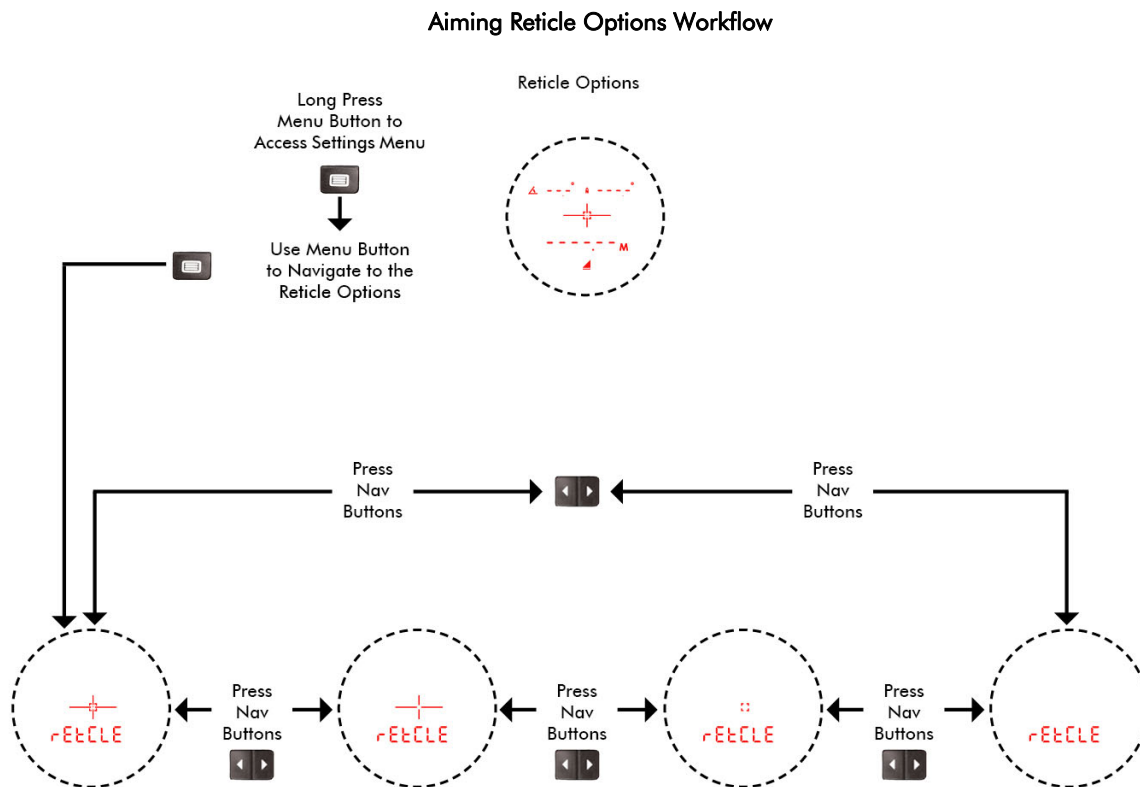 Aiming Reticle Options Workflow
Reticle Options
Long Press
Menu Button to
Access Settings Menu
Use Menu Button
to Navigate to the
Reticle Options
M
Press
Nav
Buttons
Press
Nav
Buttons
rEtCLE
Press
Nav
Buttons
rEtCLE
Press
Nav
Buttons
rEtCLE
Press
Nav
Buttons
rEtCLE